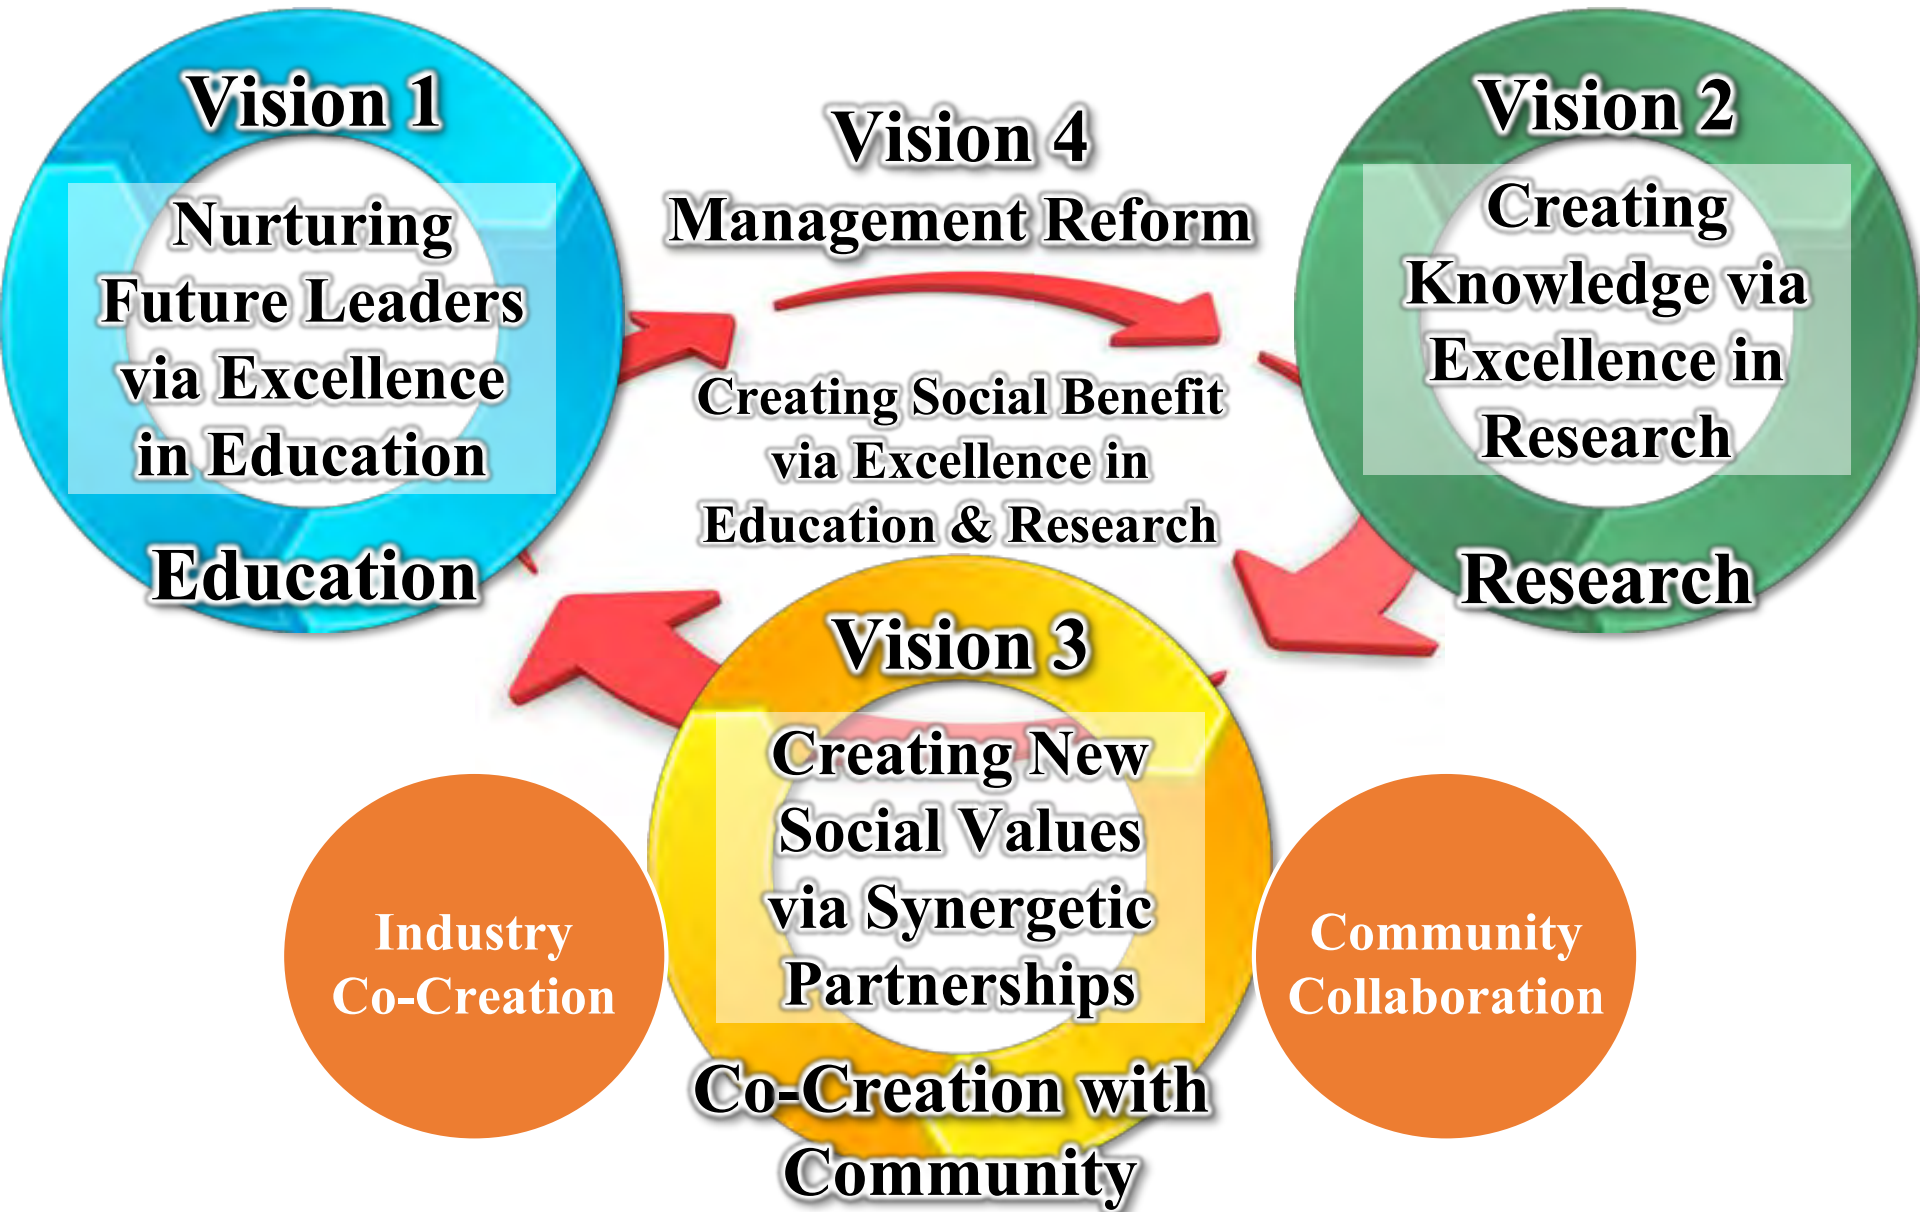 Vision 1
Nurturing
Future Leaders
via Excellence
in Education
Education
Vision 4
Management Reform
Creating Social Benefit
via Excellence in
Education & Research
Vision 2
Creating
Knowledge via
Excellence in
Research
Research
Vision 3
Creating New
Social Values
via Synergetic
Partnerships
Co-Creation with
Community
Industry
Co-Creation
Community
Collaboration